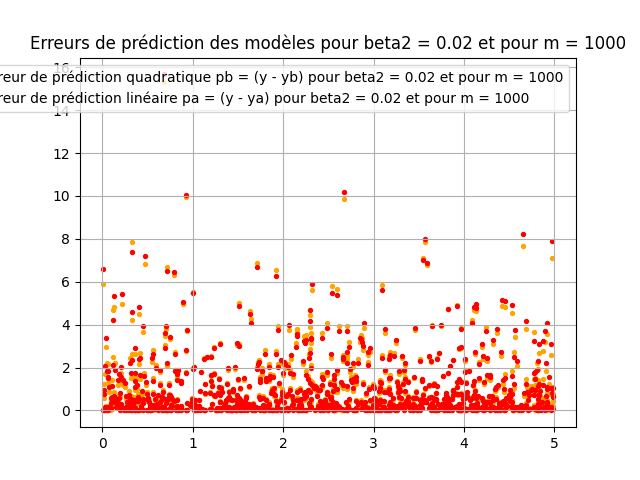 Erreurs de prédiction des modèles pour beta2 = 0.02 et pour m = 1000
reur de prédiction quadratique pb = (y - yb) pour beta2 = 0.02 et pour m = 1000
reur de prédiction linéaire pa = (y - ya) pour beta2 = 0.02 et pour m = 1000
16
14
12
10
8
6
4
2
0
0 1 2 3 4 5